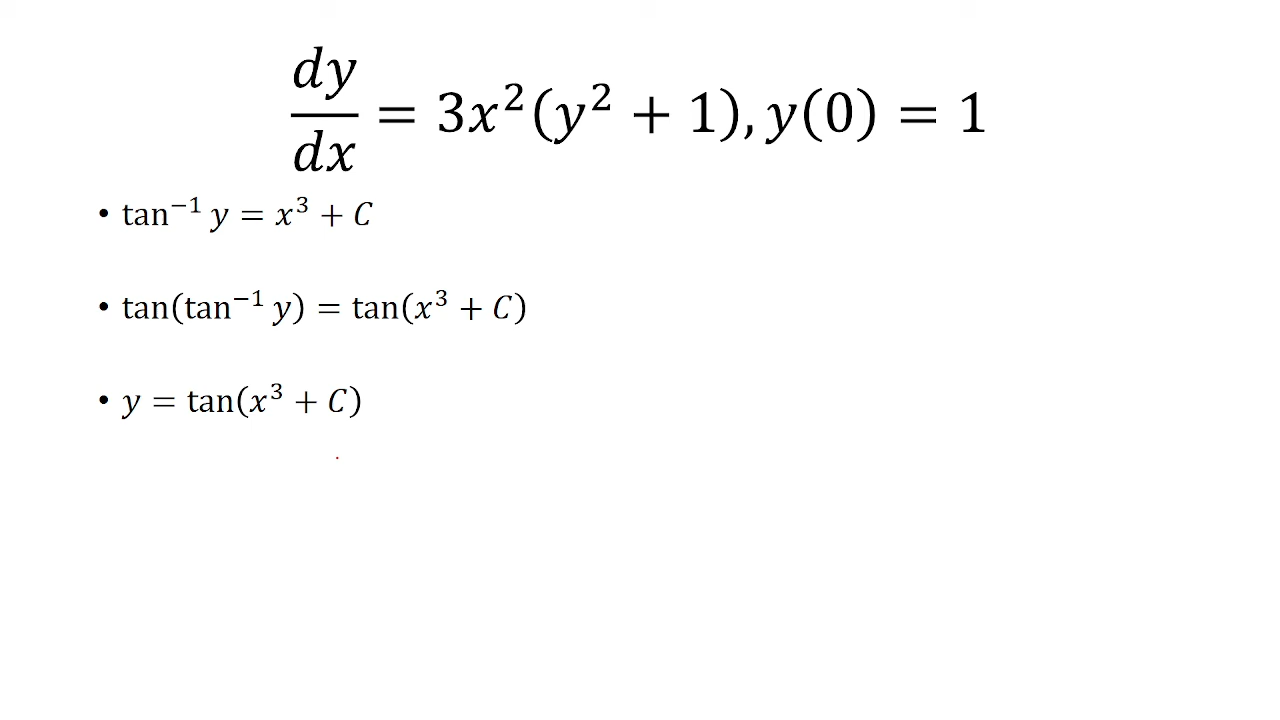 dy/dx = 3x²(y² + 1), y(0) = 1
• tan⁻¹ y = x³ + C
• tan(tan⁻¹ y) = tan(x³ + C)
• y = tan(x³ + C)